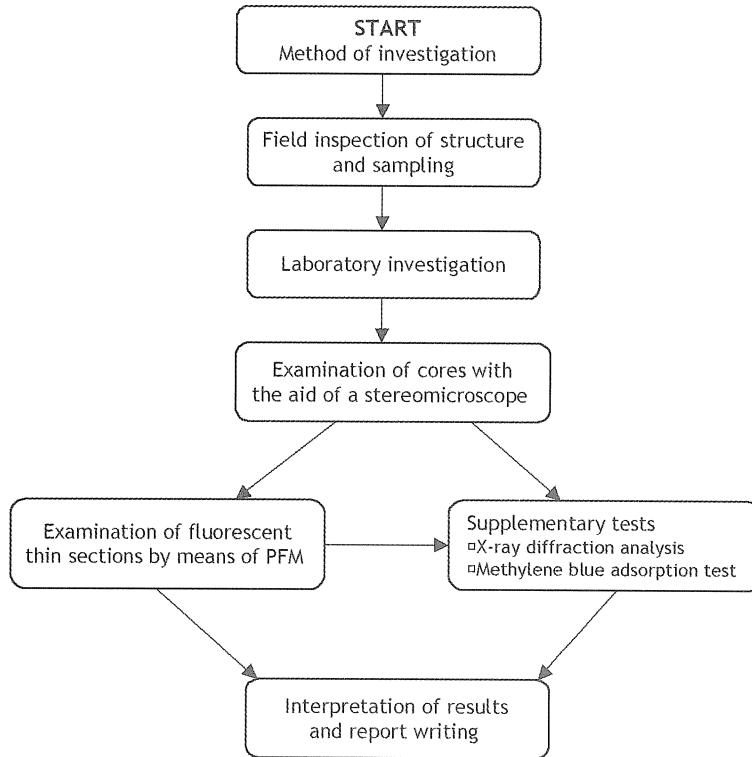 START
Method of investigation
Field inspection of structure
and sampling
Laboratory investigation
Examination of cores with
the aid of a stereomicroscope
Examination of fluorescent
thin sections by means of PFM
Supplementary tests
▫X-ray diffraction analysis
▫Methylene blue adsorption test
Interpretation of results
and report writing